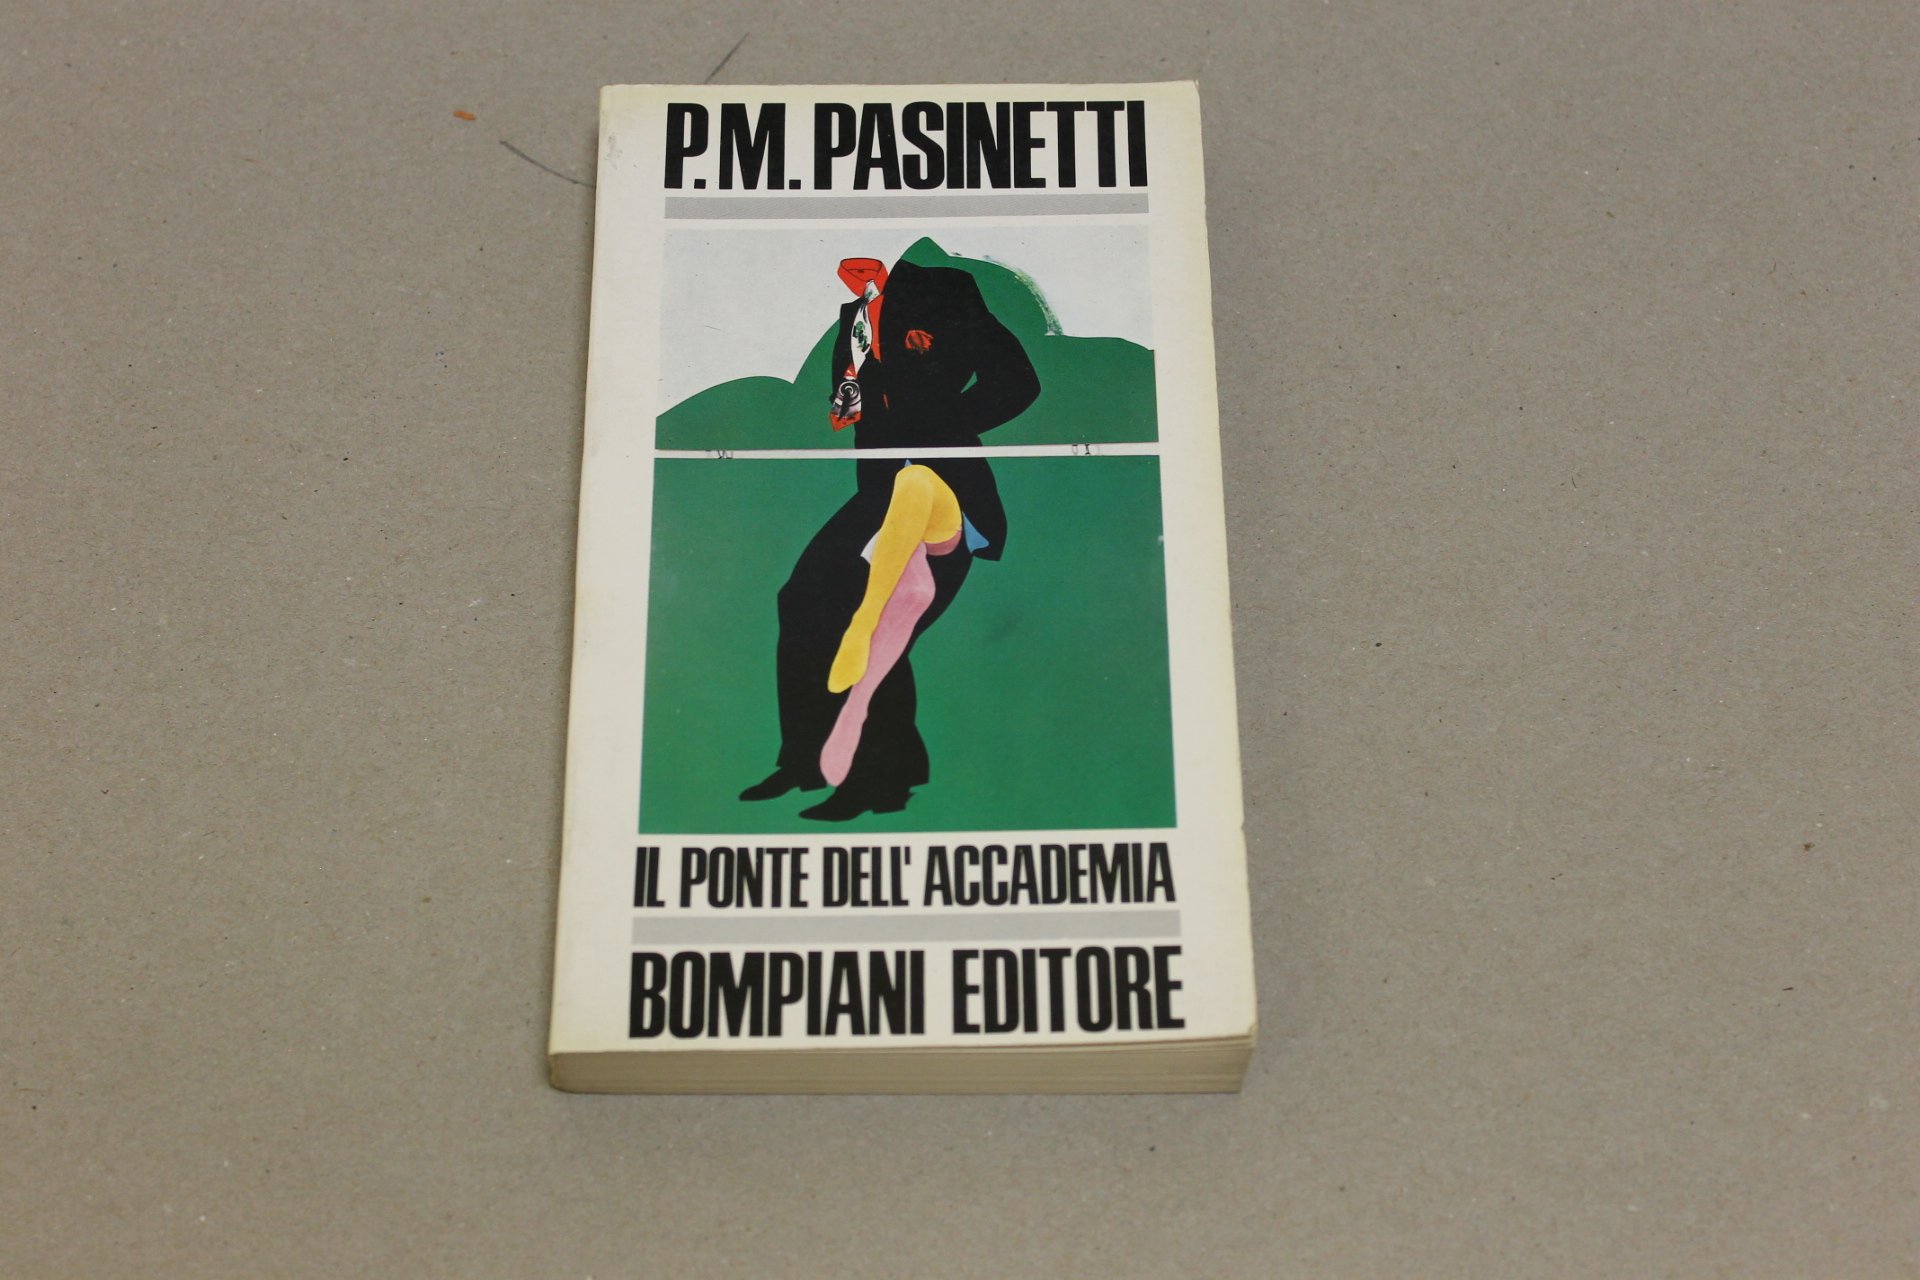 P.M. PASINETTI
IL PONTE DELL'ACCADEMIA
BOMPIANI EDITORE